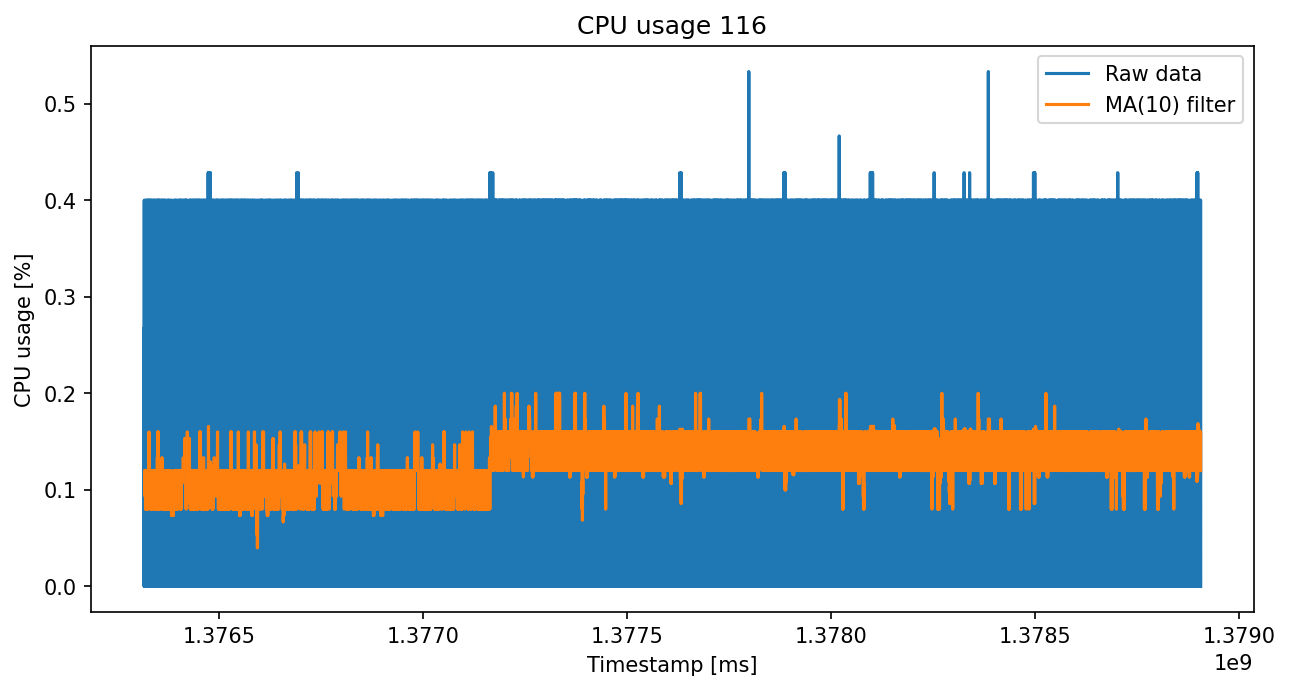 CPU usage 116
Raw data
MA(10) filter
CPU usage [%]
0.5
0.4
0.3
0.2
0.1
0.0
1.3765 1.3770 1.3775 1.3780 1.3785 1.3790
1e9
Timestamp [ms]